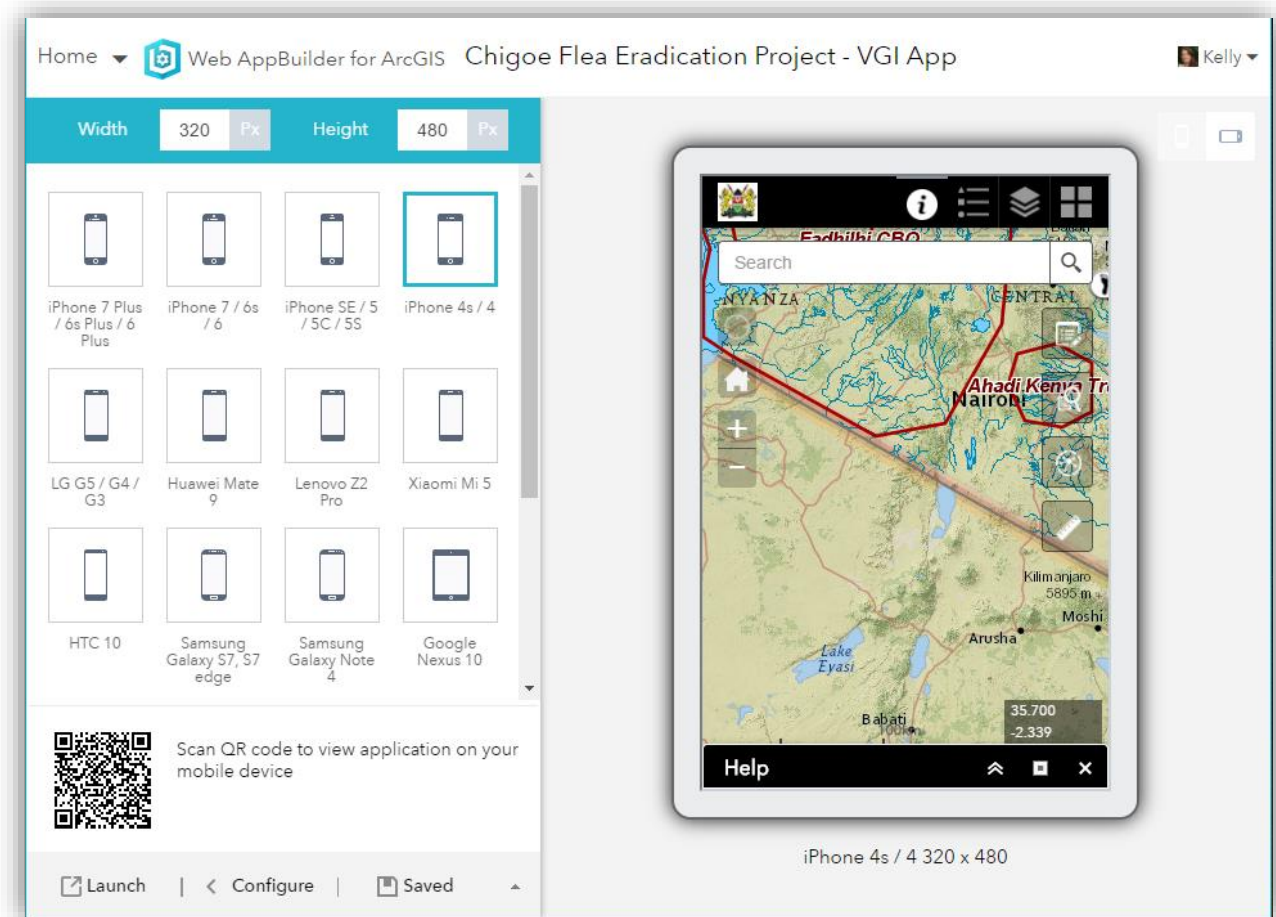 Home
Web AppBuilder for ArcGIS
Chigoe Flea Eradication Project - VGI App
Kelly
Width
320
Px
Height
480
Px
iPhone 7 Plus
/ 6s Plus / 6
Plus
iPhone 7 / 6s
/ 6
iPhone SE / 5
/ 5C / 5S
iPhone 4s / 4
LG G5 / G4 /
G3
Huawei Mate
9
Lenovo Z2
Pro
Xiaomi Mi 5
HTC 10
Samsung
Galaxy S7, S7
edge
Samsung
Galaxy Note
4
Google
Nexus 10
Scan QR code to view application on your
mobile device
Launch
|
Configure
|
Saved
Fadhilhi CBO
Search
NYANZA
CENTRAL
Ahadi Kenya Tr
Nairobi
Kilimanjaro
5895 m
Moshi
Arusha
Lake
Eyasi
Babati
35.700
-2.339
Help
iPhone 4s / 4 320 x 480